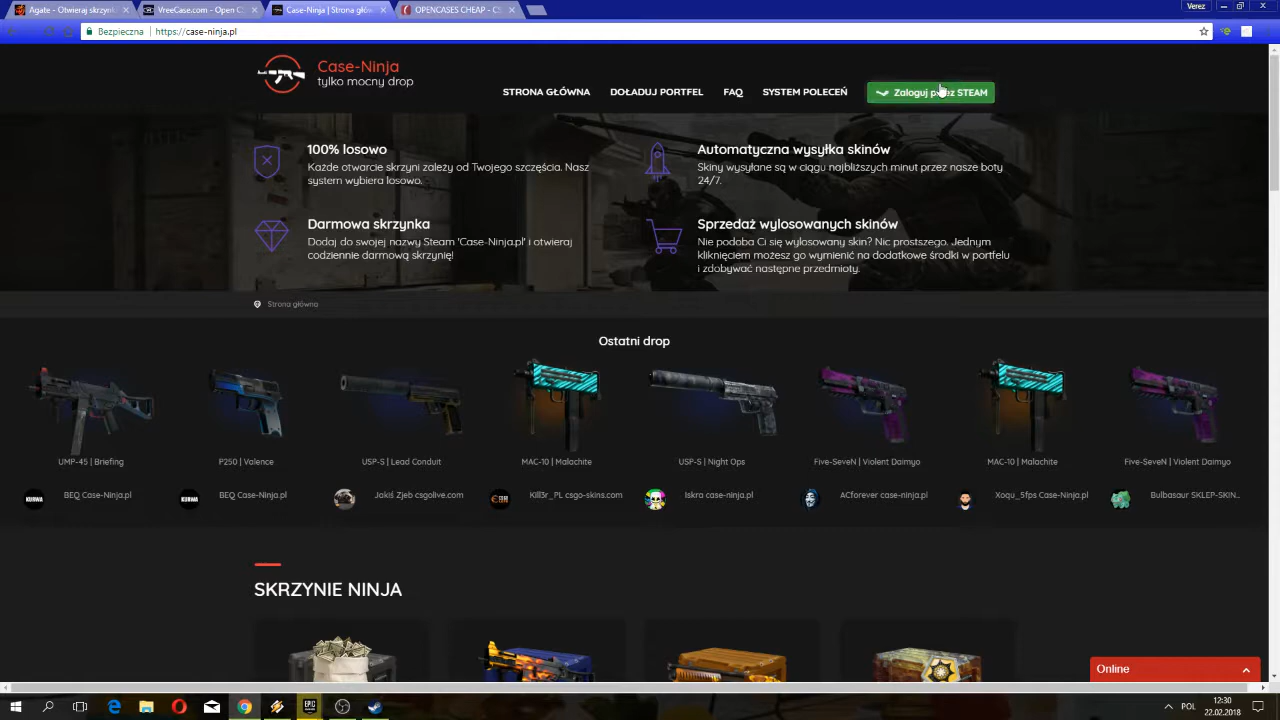 Agate - Otwieraj skrzynk
VreeCase.com - Open C
Case-Ninja | Strona głów
OPENCASES CHEAP - CS
Verez
Bezpieczna
https://case-ninja.pl
Case-Ninja
tylko mocny drop
STRONA GŁÓWNA
DOŁADUJ PORTFEL
FAQ
SYSTEM POLECEŃ
Zaloguj przez STEAM
100% losowo
Każde otwarcie skrzyni zależy od Twojego szczęścia. Nasz
system wybiera losowo.
Automatyczna wysyłka skinów
Skiny wysyłane są w ciągu najbliższych minut przez nasze boty
24/7.
Darmowa skrzynka
Dodaj do swojej nazwy Steam 'Case-Ninja.pl' i otwieraj
codziennie darmową skrzynię!
Sprzedaż wylosowanych skinów
Nie podoba Ci się wylosowany skin? Nic prostszego. Jednym
kliknięciem możesz go wymienić na dodatkowe środki w portfelu
i zdobywać następne przedmioty.
Strona główna
Ostatni drop
UMP-45 | Briefing
P250 | Valence
USP-S | Lead Conduit
MAC-10 | Malachite
USP-S | Night Ops
Five-SeveN | Violent Daimyo
MAC-10 | Malachite
Five-SeveN | Violent Daimyo
KURWA
BEQ Case-Ninja.pl
KURWA
BEQ Case-Ninja.pl
Jokiś Zjeb csgolive.com
Kill3r_PL csgo-skins.com
Iskra case-ninja.pl
ACforever case-ninja.pl
Xoqu_5fps Case-Ninja.pl
Bulbasaur SKLEP-SKIN...
SKRZYNIE NINJA
Online
EPIC
POL
12:30
22.02.2018